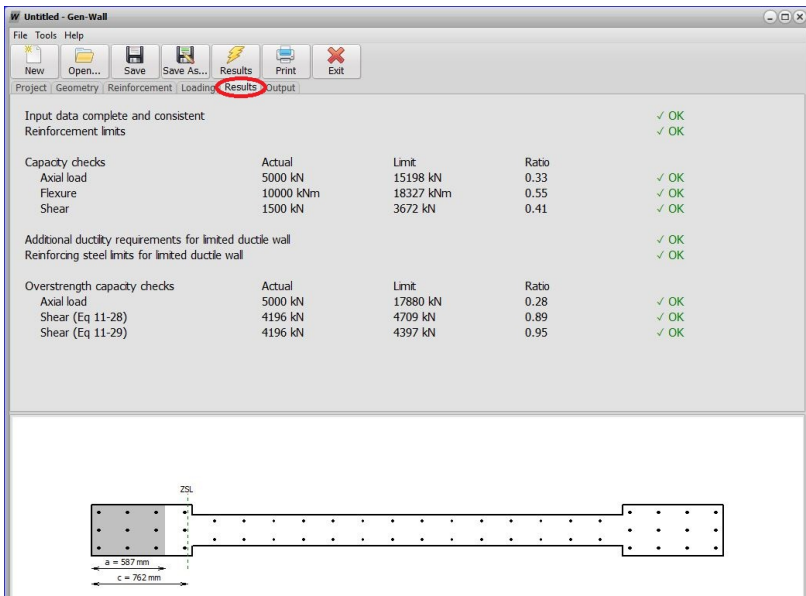 W Untitled - Gen-Wall
File Tools Help
New Open... Save Save As... Results Print Exit
Project Geometry Reinforcement Loading Results Output
Input data complete and consistent ✓ OK
Reinforcement limits ✓ OK
Capacity checks Actual Limit Ratio
Axial load 5000 kN 15198 kN 0.33 ✓ OK
Flexure 10000 kNm 18327 kNm 0.55 ✓ OK
Shear 1500 kN 3672 kN 0.41 ✓ OK
Additional ductility requirements for limited ductile wall ✓ OK
Reinforcing steel limits for limited ductile wall ✓ OK
Overstrength capacity checks Actual Limit Ratio
Axial load 5000 kN 17880 kN 0.28 ✓ OK
Shear (Eq 11-28) 4196 kN 4709 kN 0.89 ✓ OK
Shear (Eq 11-29) 4196 kN 4397 kN 0.95 ✓ OK
ZSL
a = 587 mm
c = 762 mm